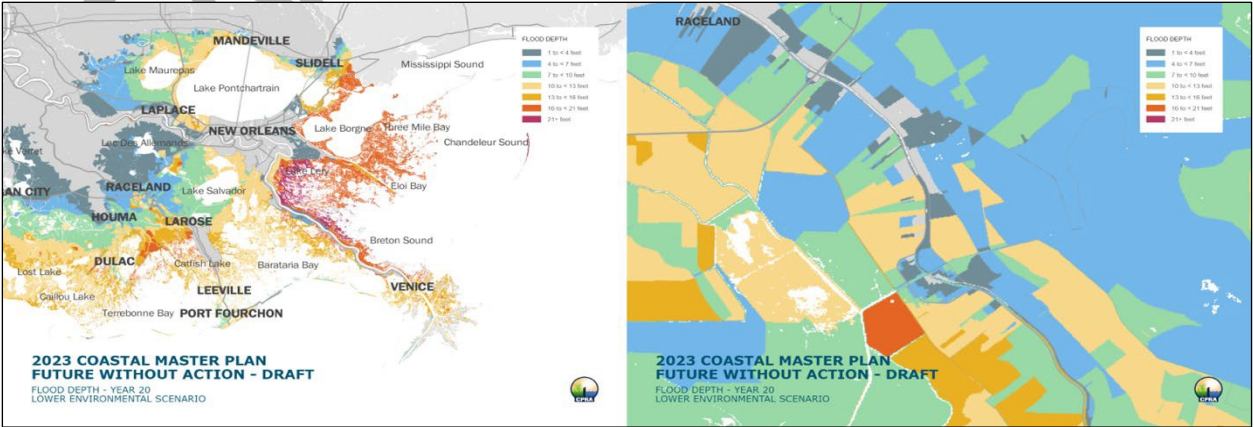 MANDEVILLE
SLIDELL
Mississippi Sound
Lake Maurepas
Lake Pontchartrain
LAPLACE
NEW ORLEANS
Lake Borgne
Three Mile Bay
Chandeleur Sound
Lac Des Allemands
ke Verret
Lake Lery
Eloi Bay
AN CITY
RACELAND
Lake Salvador
HOUMA
LAROSE
Breton Sound
DULAC
Catfish Lake
Barataria Bay
Lost Lake
LEEVILLE
VENICE
Caillou Lake
Terrebonne Bay
PORT FOURCHON
FLOOD DEPTH
1 to < 4 feet
4 to < 7 feet
7 to < 10 feet
10 to < 13 feet
13 to < 16 feet
16 to < 21 feet
21+ feet
2023 COASTAL MASTER PLAN
FUTURE WITHOUT ACTION - DRAFT
FLOOD DEPTH - YEAR 20
LOWER ENVIRONMENTAL SCENARIO
CPRA
RACELAND
FLOOD DEPTH
1 to < 4 feet
4 to < 7 feet
7 to < 10 feet
10 to < 13 feet
13 to < 16 feet
16 to < 21 feet
21+ feet
2023 COASTAL MASTER PLAN
FUTURE WITHOUT ACTION - DRAFT
FLOOD DEPTH - YEAR 20
LOWER ENVIRONMENTAL SCENARIO
CPRA